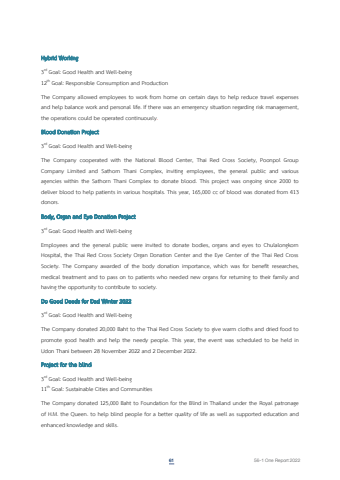 Hybrid Working
3rd Goal: Good Health and Well-being
12th Goal: Responsible Consumption and Production
The Company allowed employees to work from home on certain days to help reduce travel expenses
and help balance work and personal life. If there was an emergency situation regarding risk management,
the operations could be operated continuously.
Blood Donation Project
3rd Goal: Good Health and Well-being
The Company cooperated with the National Blood Center, Thai Red Cross Society, Poonpol Group
Company Limited and Sathorn Thani Complex, inviting employees, the general public and various
agencies within the Sathorn Thani Complex to donate blood. This project was ongoing since 2000 to
deliver blood to help patients in various hospitals. This year, 165,000 cc of blood was donated from 413
donors.
Body, Organ and Eye Donation Project
3rd Goal: Good Health and Well-being
Employees and the general public were invited to donate bodies, organs and eyes to Chulalongkorn
Hospital, the Thai Red Cross Society Organ Donation Center and the Eye Center of the Thai Red Cross
Society. The Company awarded of the body donation importance, which was for benefit researches,
medical treatment and to pass on to patients who needed new organs for returning to their family and
having the opportunity to contribute to society.
Do Good Deeds for Dad Winter 2022
3rd Goal: Good Health and Well-being
The Company donated 20,000 Baht to the Thai Red Cross Society to give warm cloths and dried food to
promote good health and help the needy people. This year, the event was scheduled to be held in
Udon Thani between 28 November 2022 and 2 December 2022.
Project for the blind
3rd Goal: Good Health and Well-being
11th Goal: Sustainable Cities and Communities
The Company donated 125,000 Baht to Foundation for the Blind in Thailand under the Royal patronage
of H.M. the Queen. to help blind people for a better quality of life as well as supported education and
enhanced knowledge and skills.
61
56-1 One Report 2022